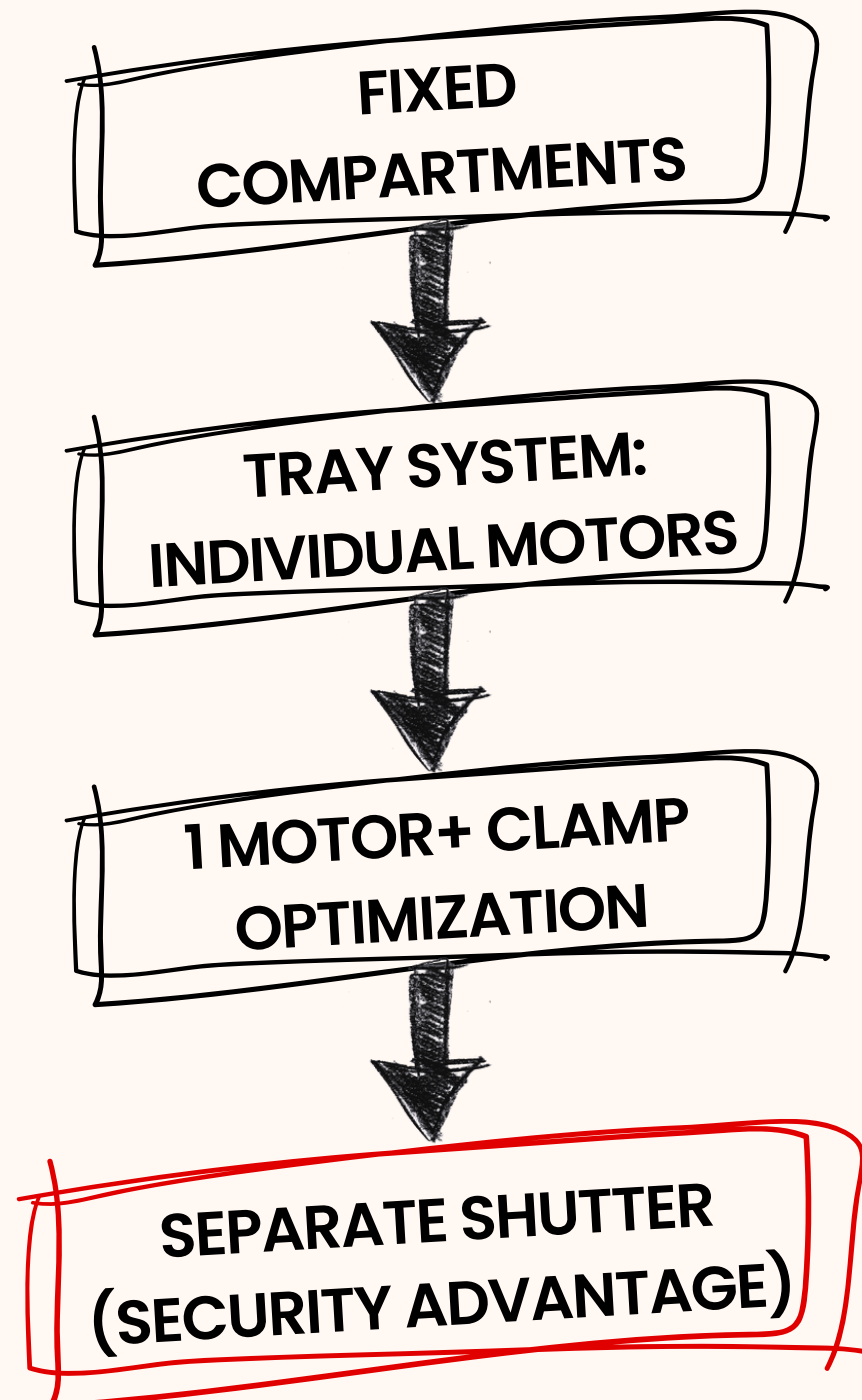 FIXED
COMPARTMENTS
TRAY SYSTEM:
INDIVIDUAL MOTORS
1 MOTOR+ CLAMP
OPTIMIZATION
SEPARATE SHUTTER
(SECURITY ADVANTAGE)